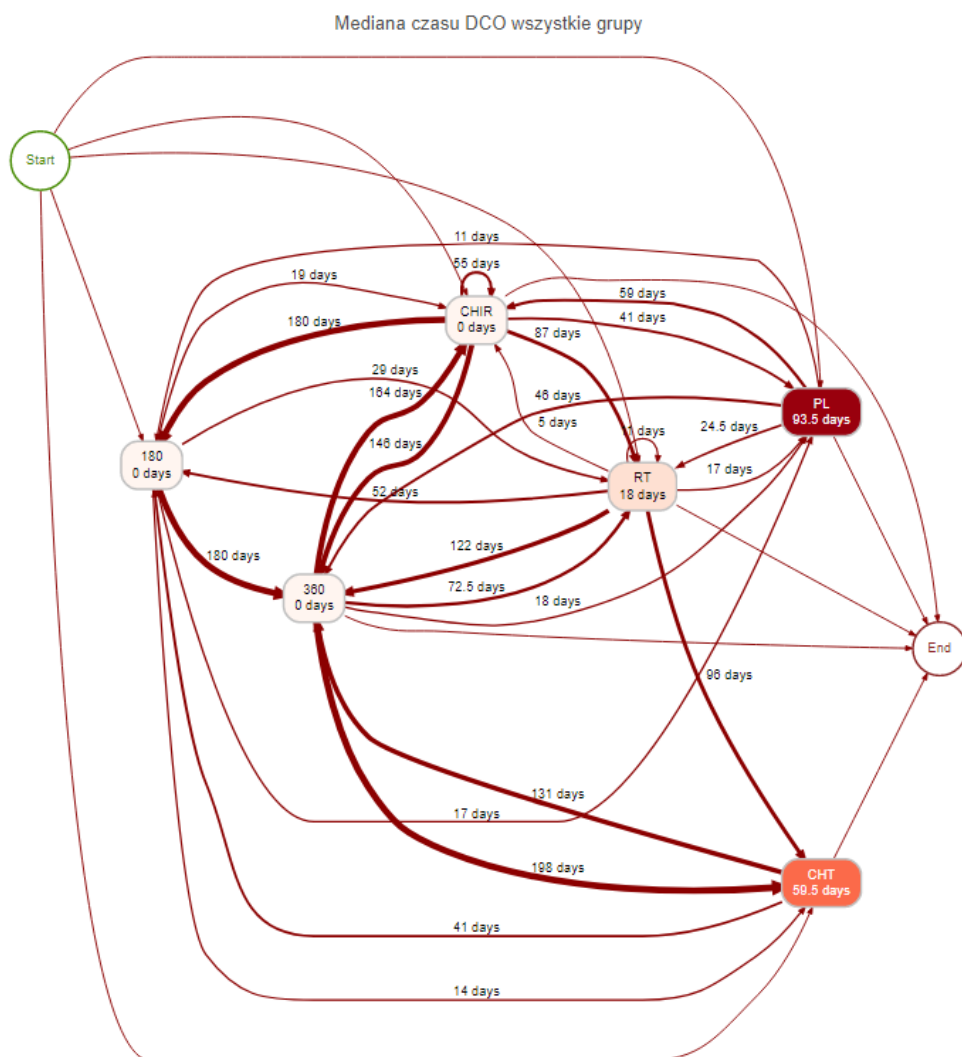 Mediana czasu DCO wszystkie grupy
Start
11 days
19 days
55 days
CHIR
0 days
59 days
41 days
180 days
87 days
29 days
164 days
46 days
5 days
1 days
PL
93.5 days
24.5 days
146 days
180
0 days
RT
18 days
17 days
52 days
180 days
122 days
360
0 days
72.5 days
18 days
End
96 days
131 days
17 days
198 days
CHT
59.5 days
41 days
14 days